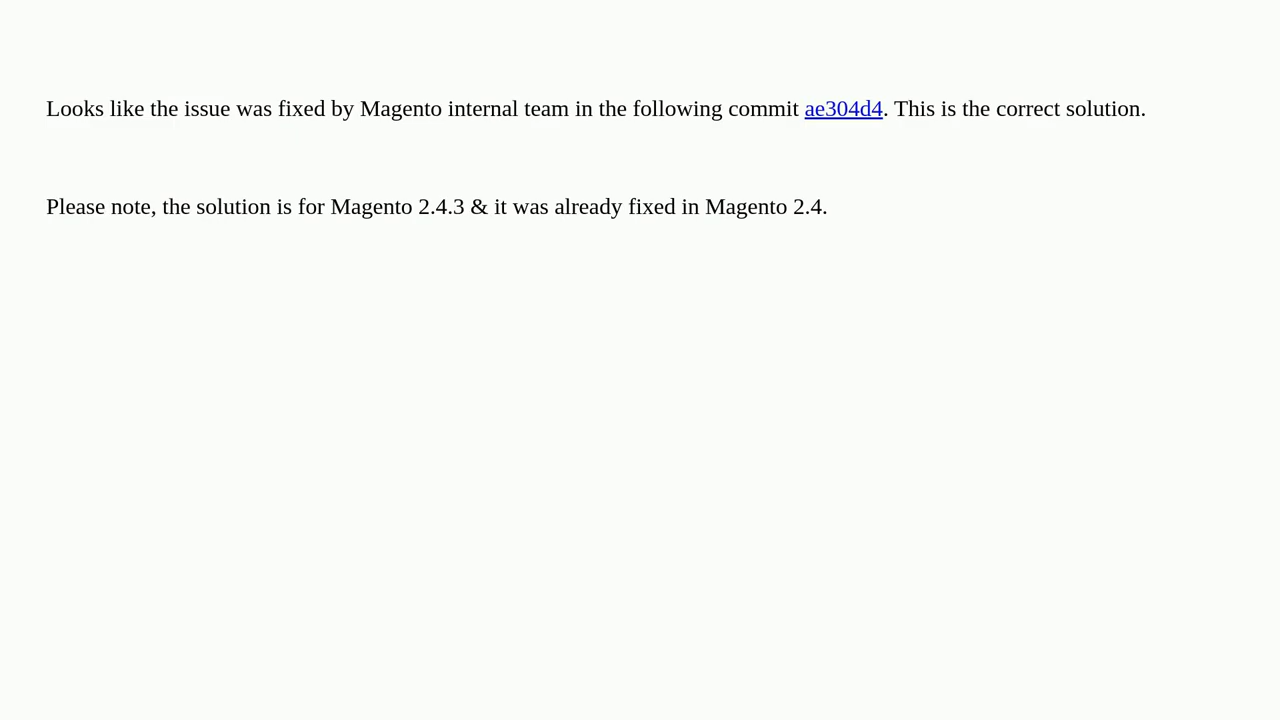 Looks like the issue was fixed by Magento internal team in the following commit ae304d4. This is the correct solution.
Please note, the solution is for Magento 2.4.3 & it was already fixed in Magento 2.4.